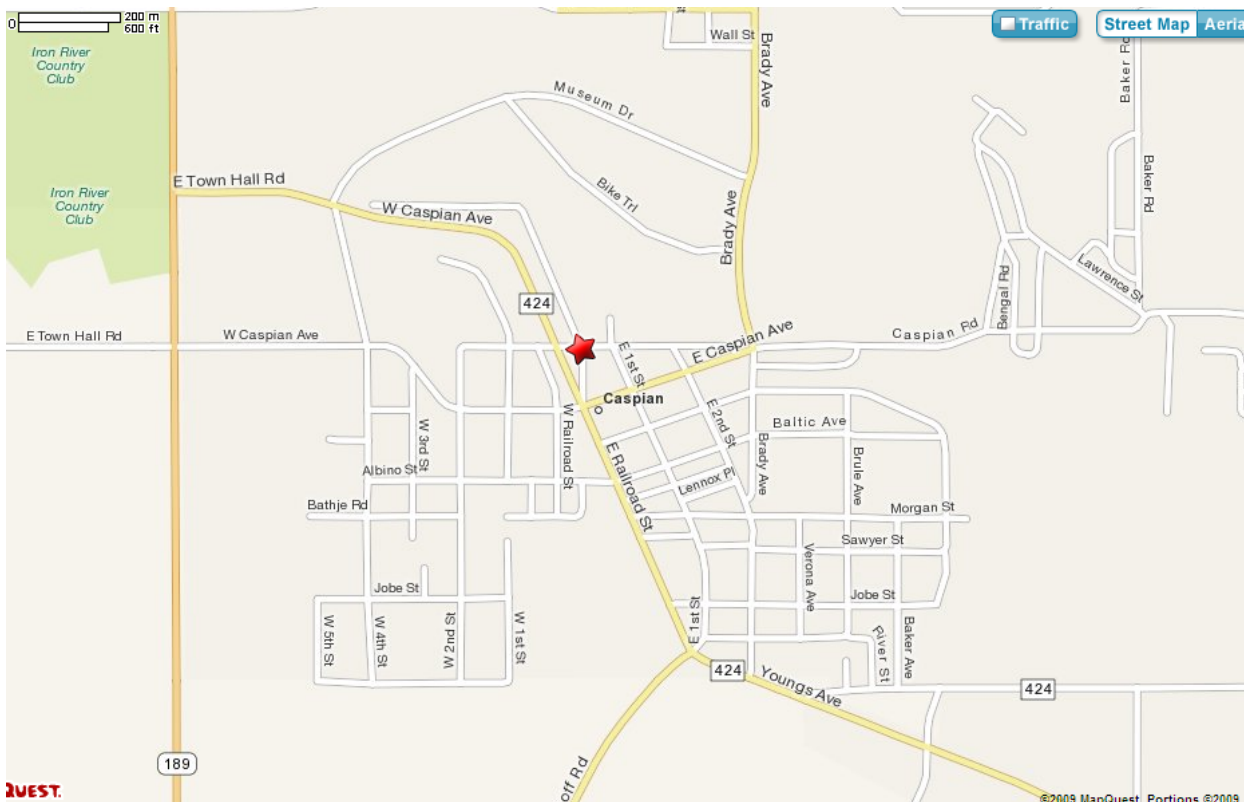 0
200 m
600 ft
Traffic
Street Map
Aeria
Iron River
Country
Club
Wall St
st
Brady Ave
Baker Rd
Museum Dr
E Town Hall Rd
Iron River
Country
Club
Bike Trl
Baker Rd
W Caspian Ave
Brady Ave
Lawrence St
Bengal Rd
424
E Town Hall Rd
W Caspian Ave
E Caspian Ave
Caspian Rd
E 1st St
Caspian
W Railroad St
E 2nd St
Baltic Ave
W 3rd St
E Railroad St
Brady Ave
Brule Ave
Albino St
Lennox Pl
Bathje Rd
Morgan St
Sawyer St
Verona Ave
Jobe St
Jobe St
W 5th St
W 4th St
W 2nd St
W 1st St
E 1st St
River St
Baker Ave
424
Youngs Ave
424
189
off Rd
QUEST.
©2009 MapQuest, Portions ©2009